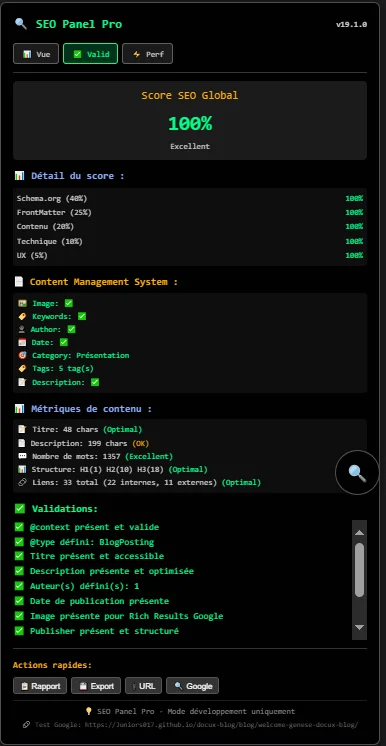 SEO Panel Pro v19.1.0
Vue Valid Perf
Score SEO Global
100%
Excellent
Détail du score :
Schema.org (40%) 100%
FrontMatter (25%) 100%
Contenu (20%) 100%
Technique (10%) 100%
UX (5%) 100%
Content Management System :
Image: ✅
Keywords: ✅
Author: ✅
Date: ✅
Category: Présentation
Tags: 5 tag(s)
Description: ✅
Métriques de contenu :
Titre: 48 chars (Optimal)
Description: 199 chars (OK)
Nombre de mots: 1357 (Excellent)
Structure: H1(1) H2(10) H3(18) (Optimal)
Liens: 33 total (22 internes, 11 externes) (Optimal)
✅ Validations:
✅ @context présent et valide
✅ @type défini: BlogPosting
✅ Titre présent et accessible
✅ Description présente et optimisée
✅ Auteur(s) défini(s): 1
✅ Date de publication présente
✅ Image présente pour Rich Results Google
✅ Publisher présent et structuré
Actions rapides:
Rapport Export URL Google
SEO Panel Pro - Mode développement uniquement
Test Google: https://Juniors017.github.io/docux-blog/blog/welcome-genese-docux-blog/